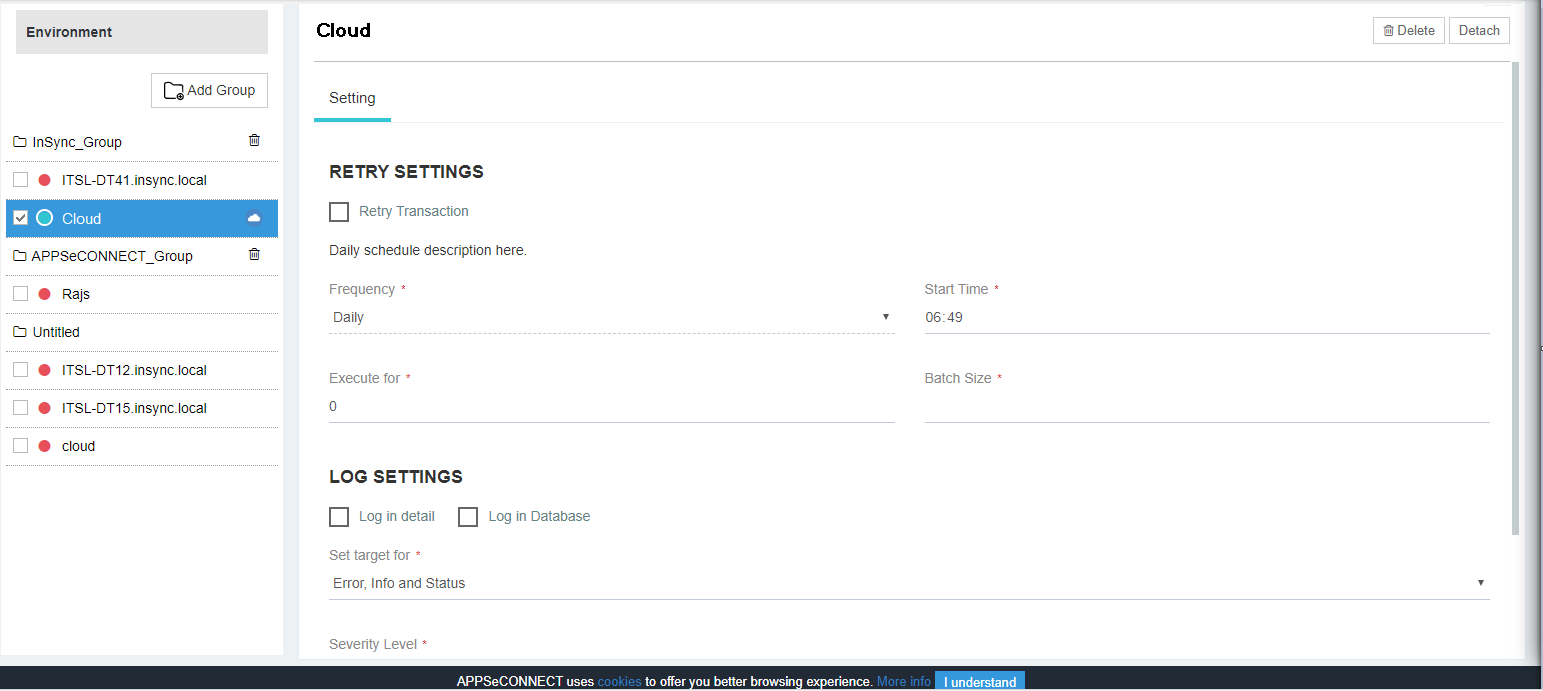 Environment
Add Group
InSync_Group
ITSL-DT41.insync.local
Cloud
APPSeCONNECT_Group
Rajs
Untitled
ITSL-DT12.insync.local
ITSL-DT15.insync.local
cloud
Cloud
Delete
Detach
Setting
RETRY SETTINGS
Retry Transaction
Daily schedule description here.
Frequency *
Daily
Start Time *
06:49
Execute for *
0
Batch Size *
LOG SETTINGS
Log in detail
Log in Database
Set target for *
Error, Info and Status
Severity Level *
APPSeCONNECT uses cookies to offer you better browsing experience. More info I understand